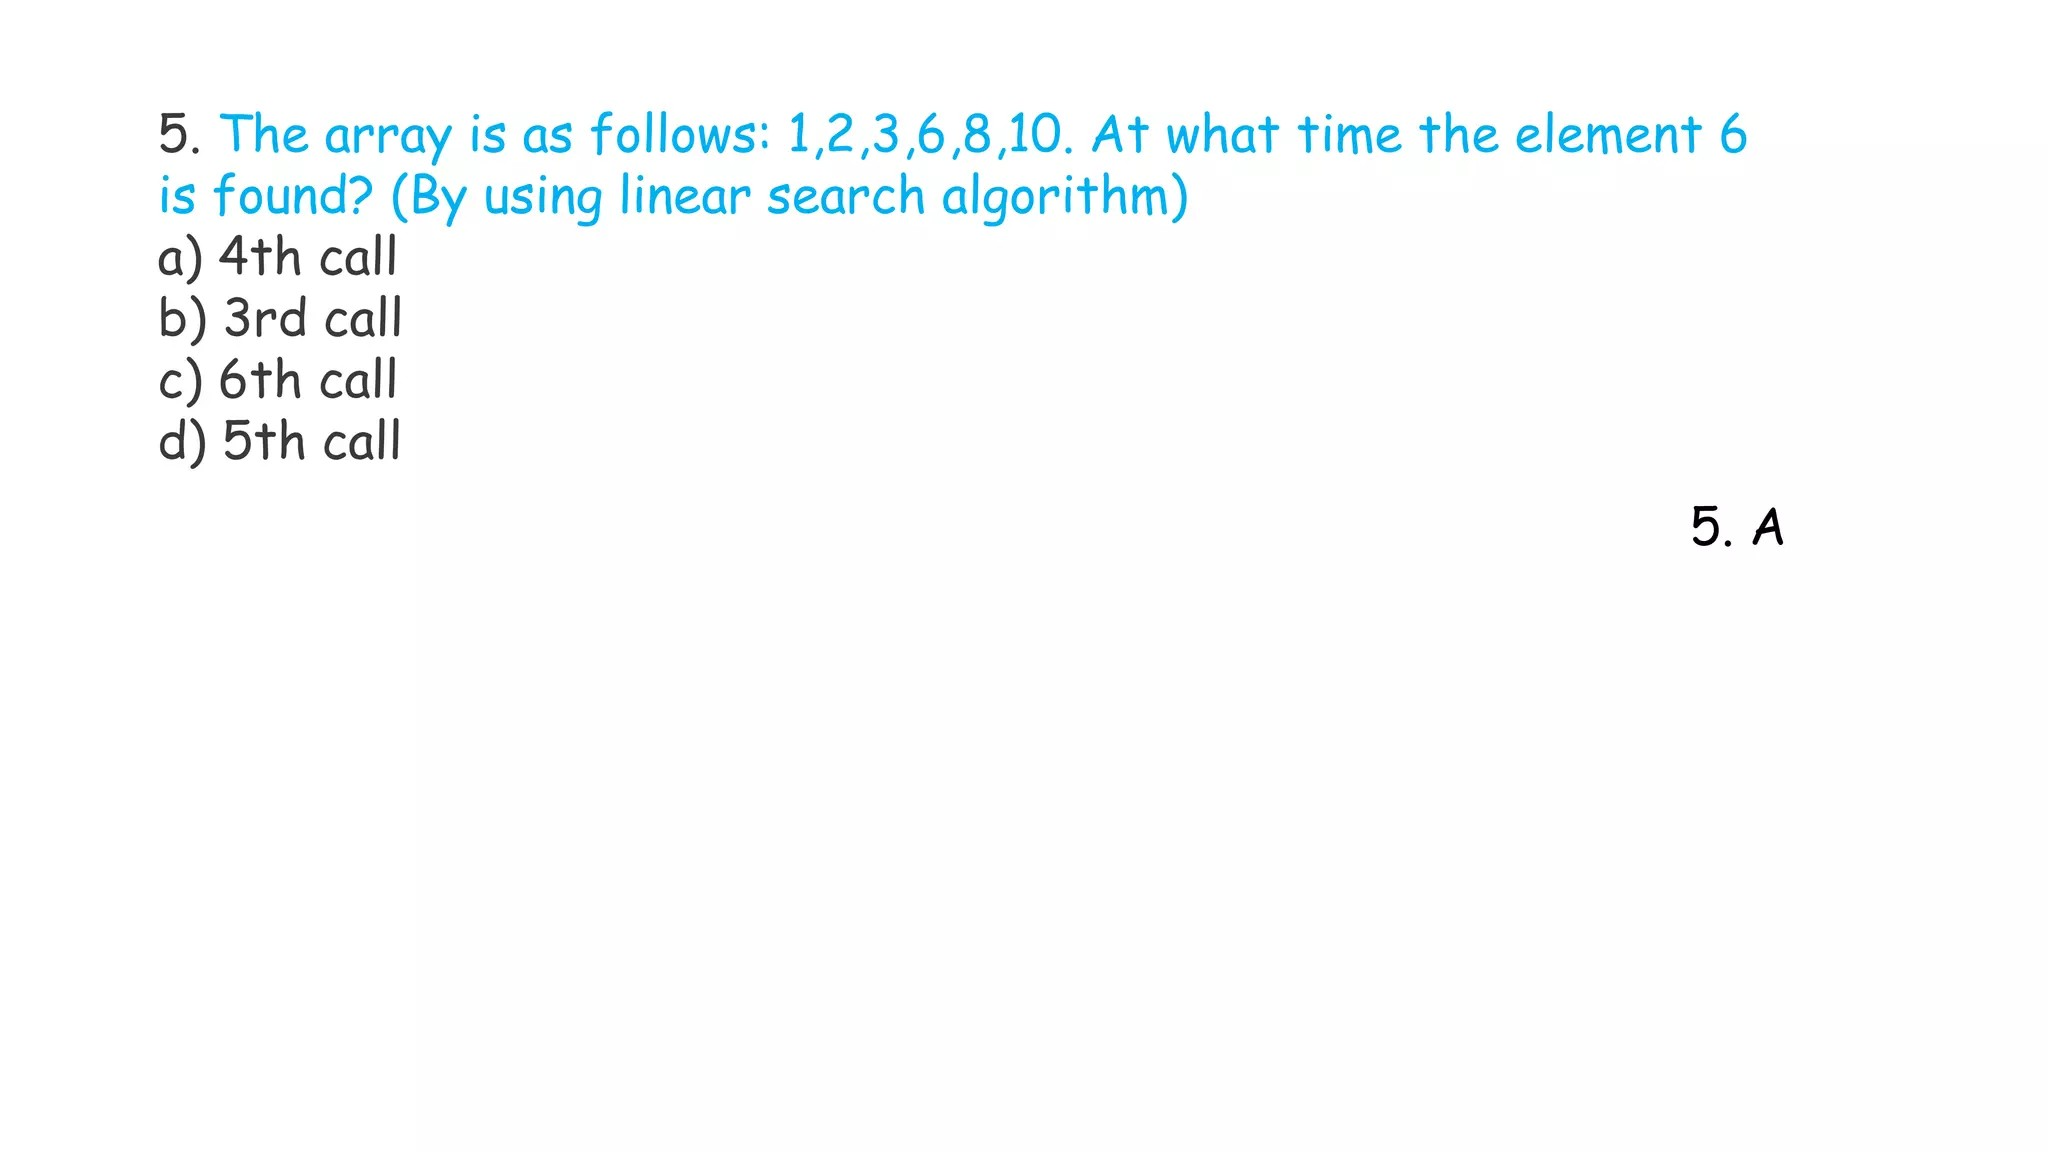 5. The array is as follows: 1,2,3,6,8,10. At what time the element 6
is found? (By using linear search algorithm)
a) 4th call
b) 3rd call
c) 6th call
d) 5th call
5. A